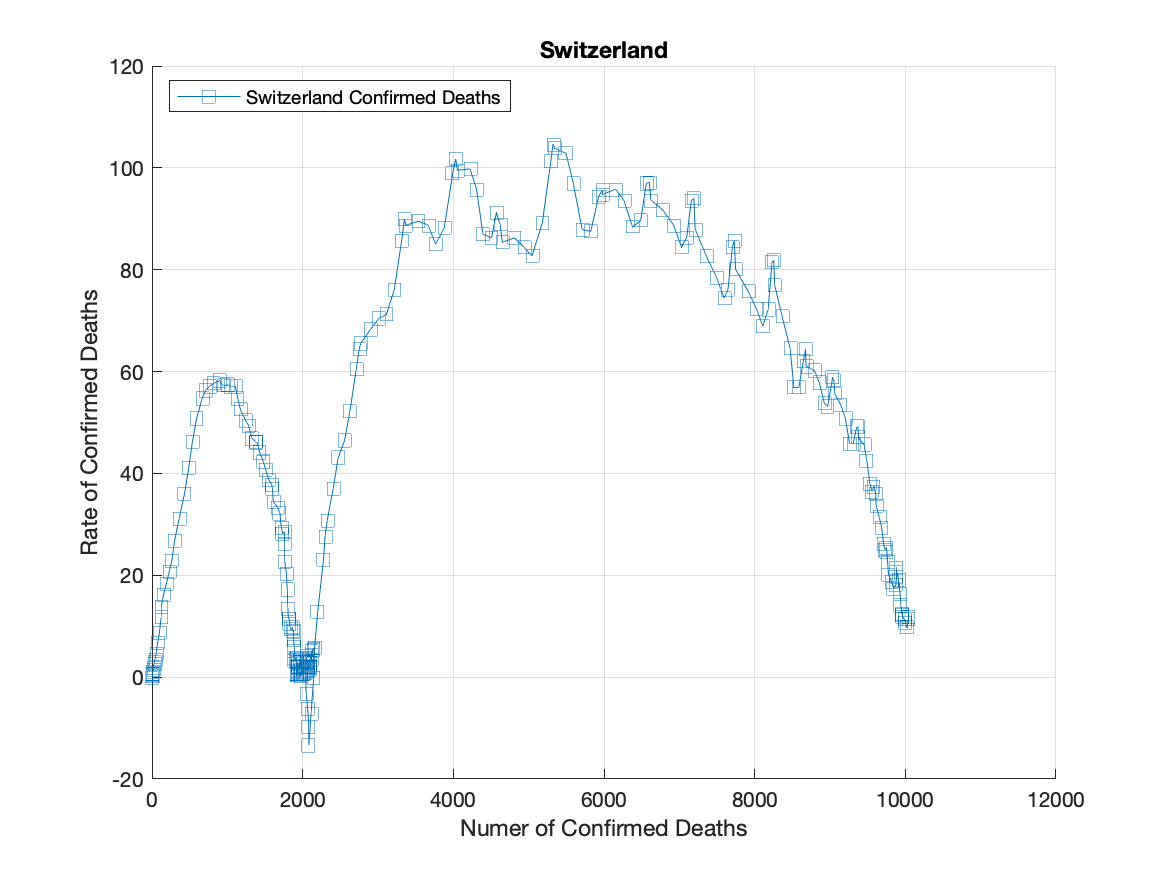 Switzerland
Switzerland Confirmed Deaths
120
100
80
60
40
20
0
-20
Rate of Confirmed Deaths
0 2000 4000 6000 8000 10000 12000
Numer of Confirmed Deaths